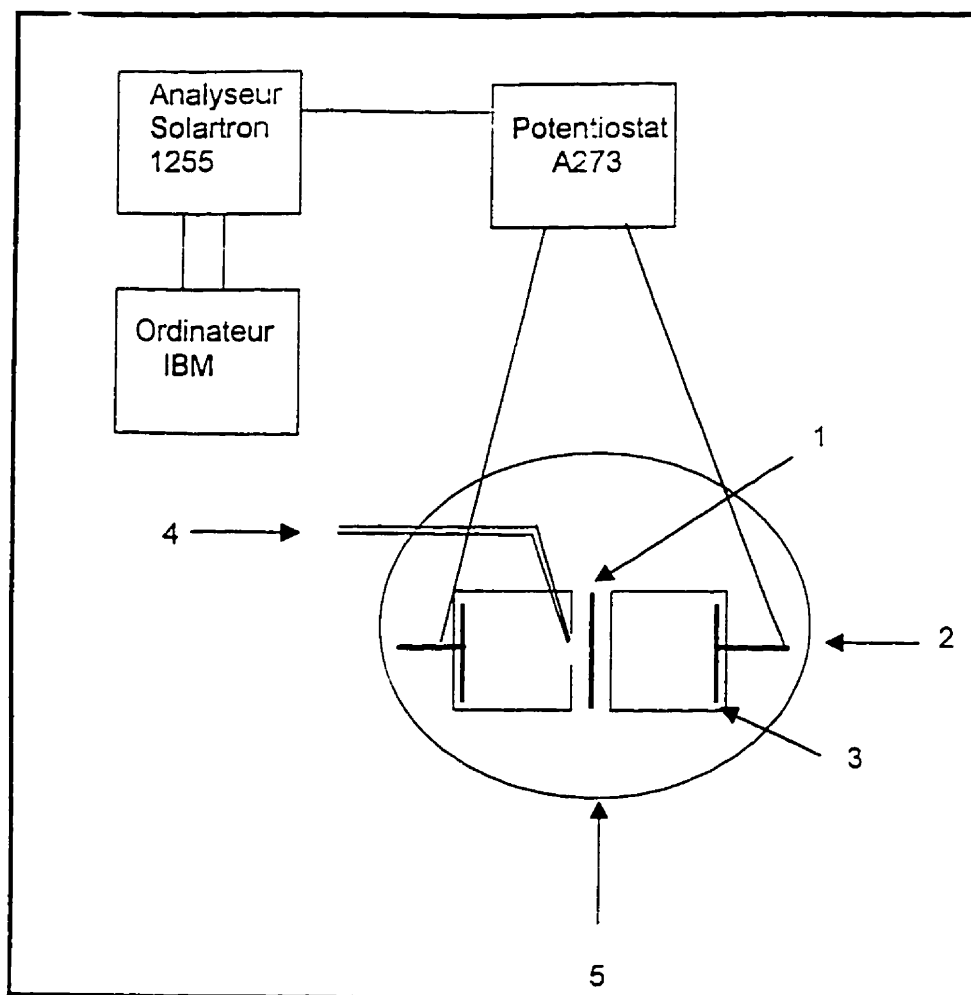 Analyseur
Solartron
1255
Potentiostat
A273
Ordinateur
IBM
1
4
2
3
5